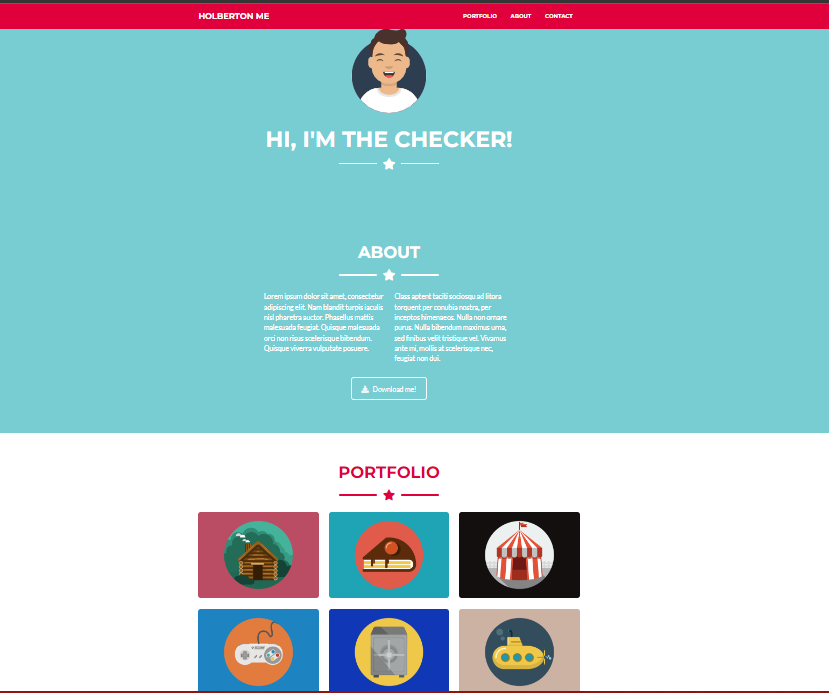 HOLBERTON ME
PORTFOLIO ABOUT CONTACT
HI, I'M THE CHECKER!
ABOUT
Lorem ipsum dolor sit amet, consectetur
adipiscing elit. Nam blandit turpis iaculis
nisl pharetra auctor. Phasellus mattis
malesuada feugiat. Quisque malesuada
orci non risus scelerisque bibendum.
Quisque viverra vulputate posuere.
Class aptent taciti sociosqu ad litora
torquent per conubia nostra, per
inceptos himenaeos. Nulla non ornare
purus. Nulla bibendum maximus urna,
sed finibus velit tristique vel. Vivamus
ante mi, mollis at scelerisque nec,
feugiat non dui.
Download me!
PORTFOLIO